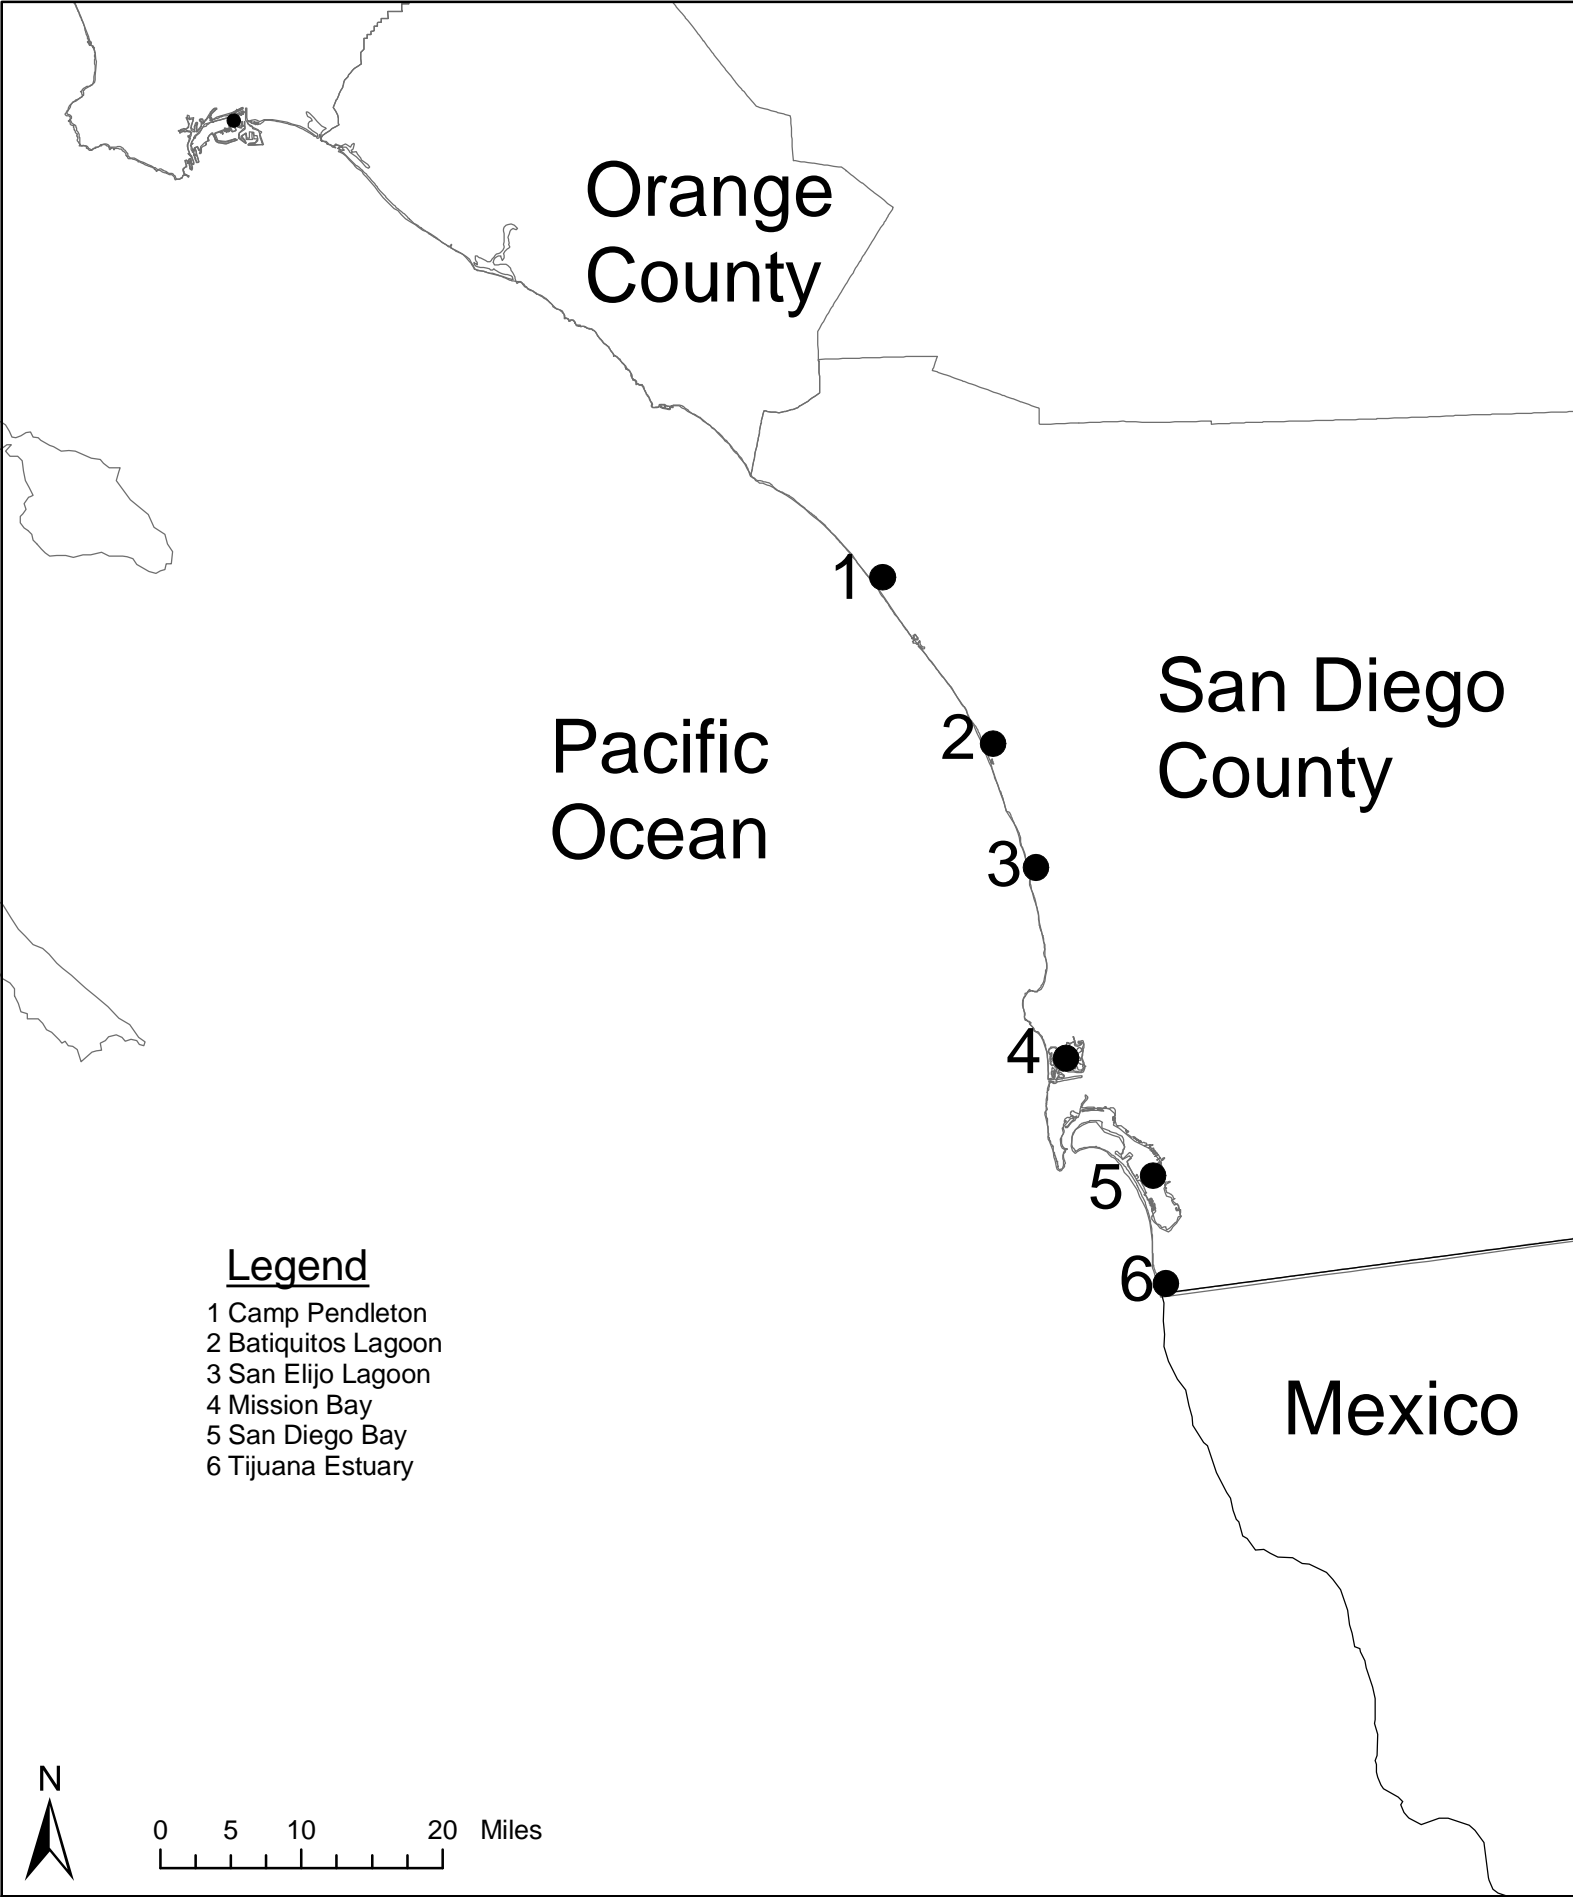 Orange
County
1
San Diego
County
Pacific
Ocean
2
3
4
5
6
Legend
1 Camp Pendleton
2 Batiquitos Lagoon
3 San Elijo Lagoon
4 Mission Bay
5 San Diego Bay
6 Tijuana Estuary
Mexico
N
0 5 10 20 Miles